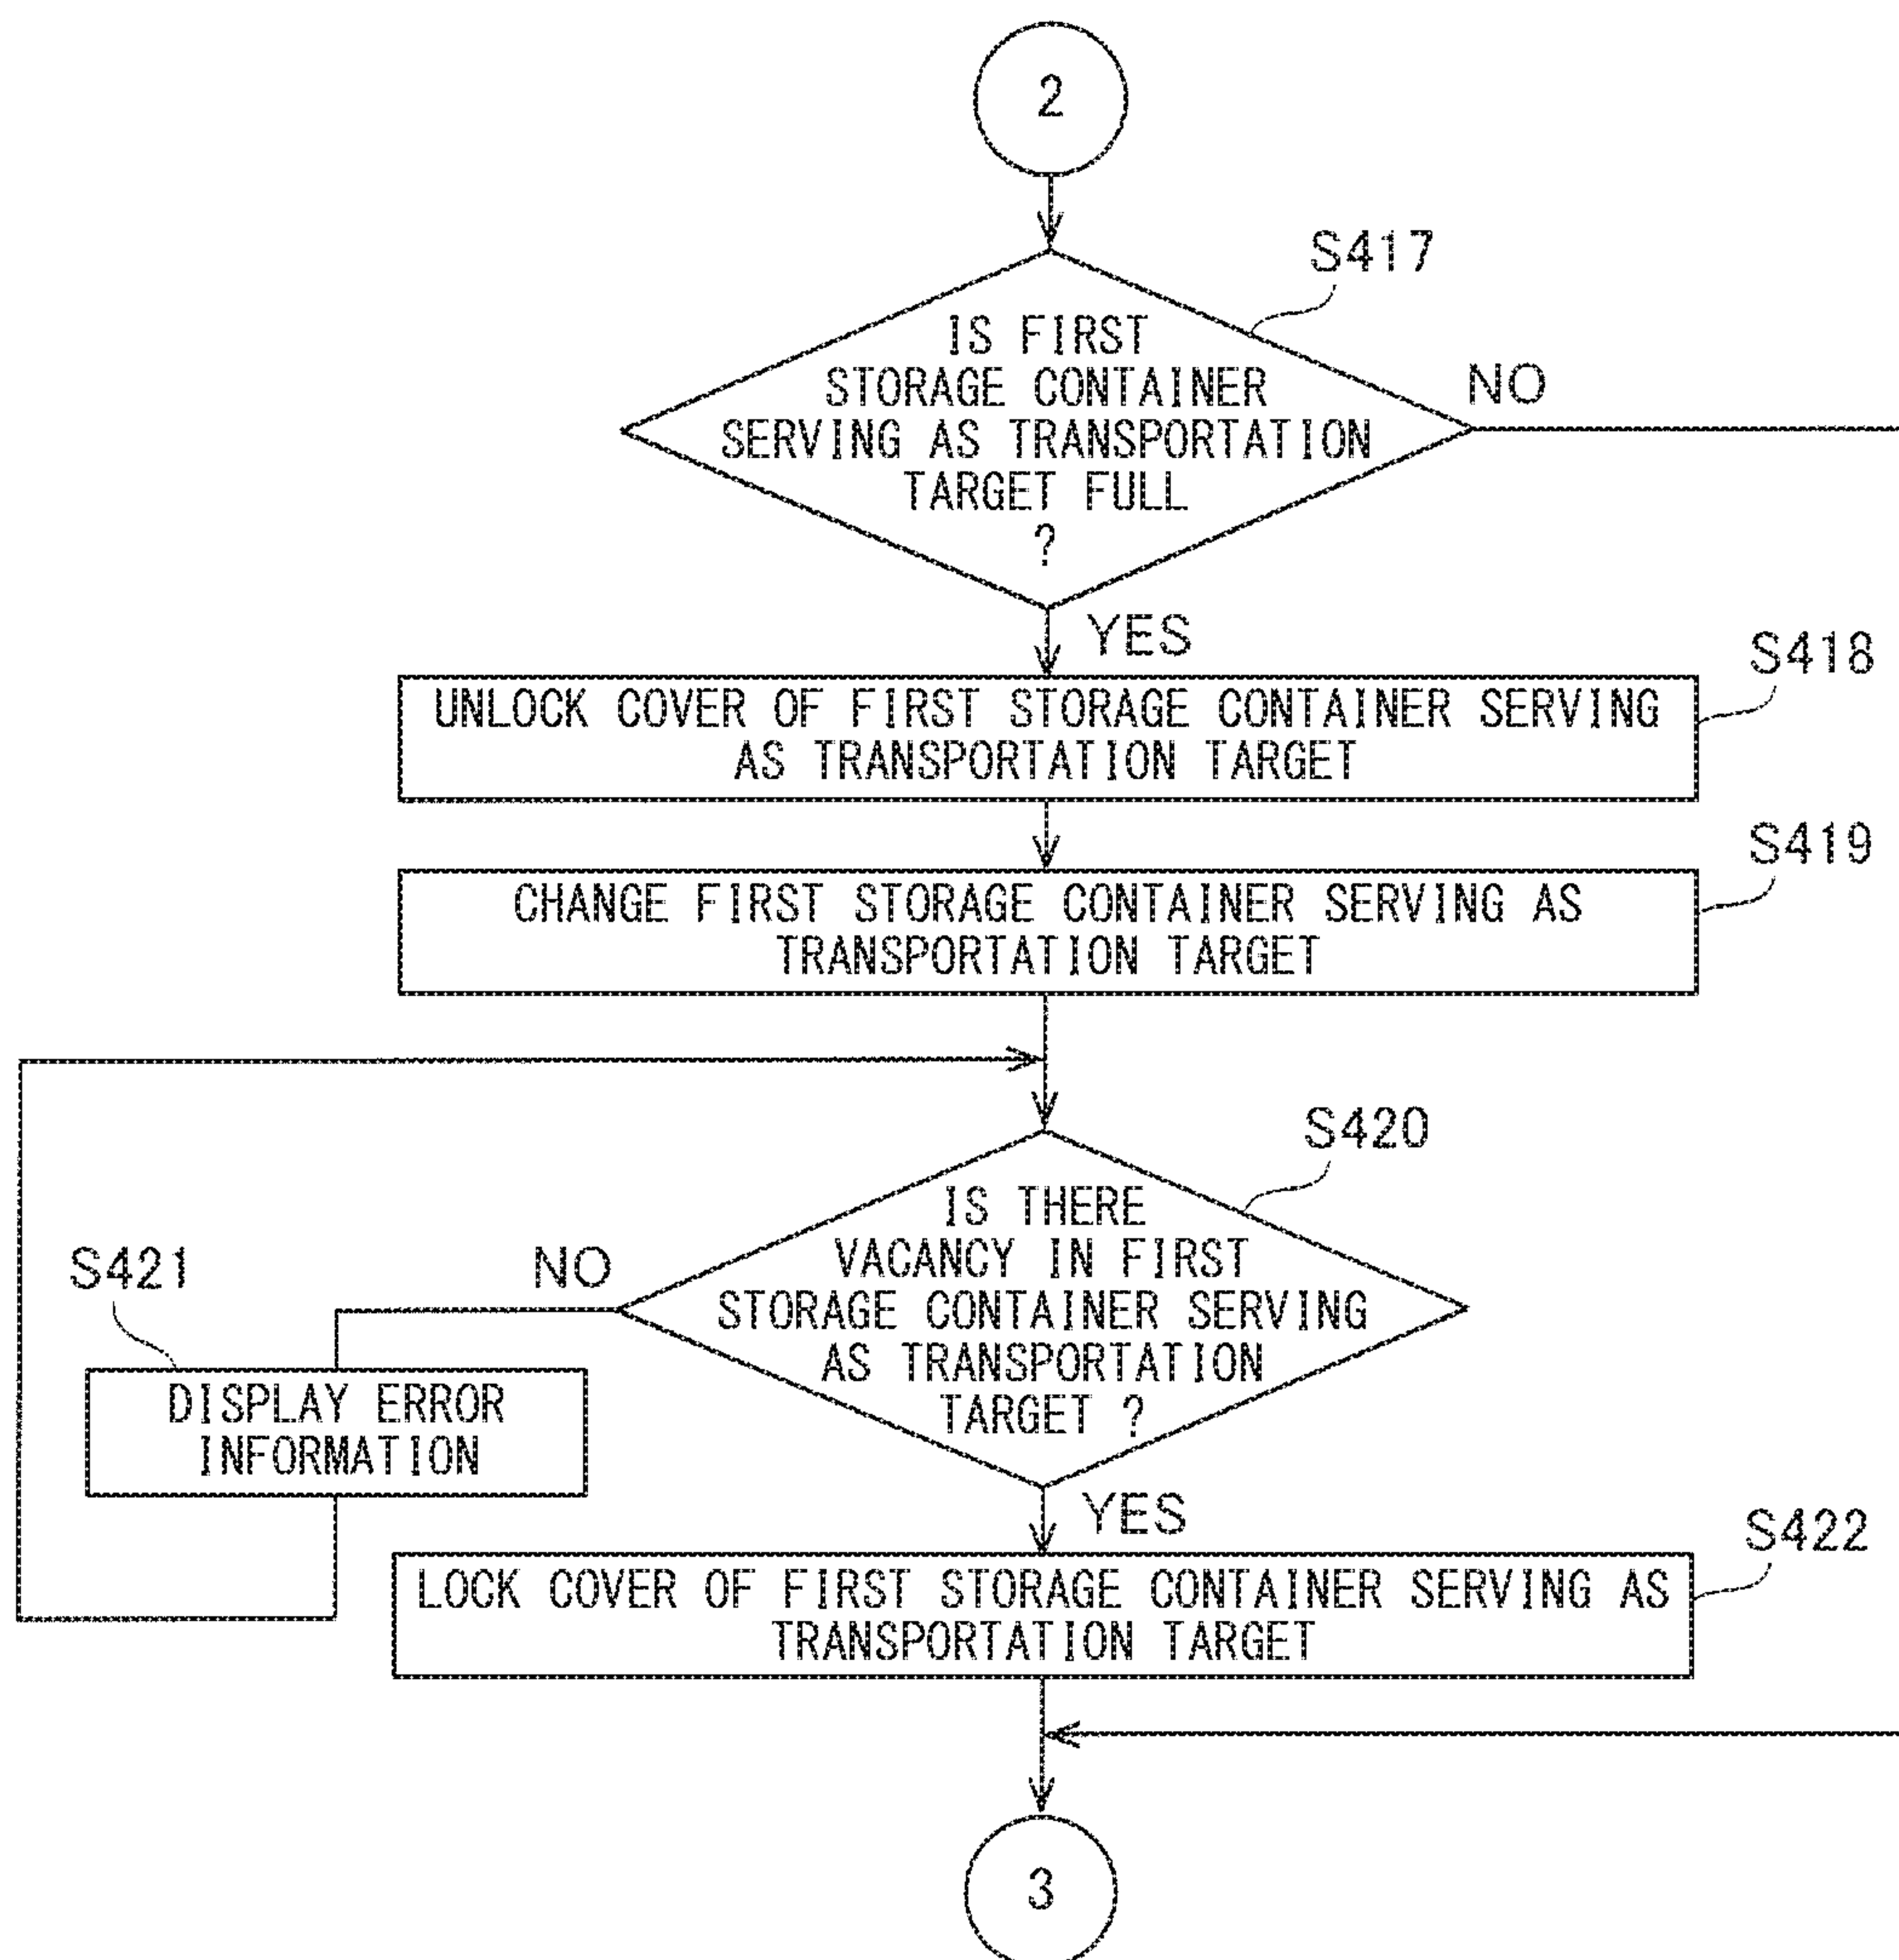 2
S417
IS FIRST
STORAGE CONTAINER
SERVING AS TRANSPORTATION
TARGET FULL
?
NO
YES
S418
UNLOCK COVER OF FIRST STORAGE CONTAINER SERVING
AS TRANSPORTATION TARGET
S419
CHANGE FIRST STORAGE CONTAINER SERVING AS
TRANSPORTATION TARGET
S420
IS THERE
VACANCY IN FIRST
STORAGE CONTAINER SERVING
AS TRANSPORTATION
TARGET ?
NO
S421
DISPLAY ERROR
INFORMATION
YES
S422
LOCK COVER OF FIRST STORAGE CONTAINER SERVING AS
TRANSPORTATION TARGET
3